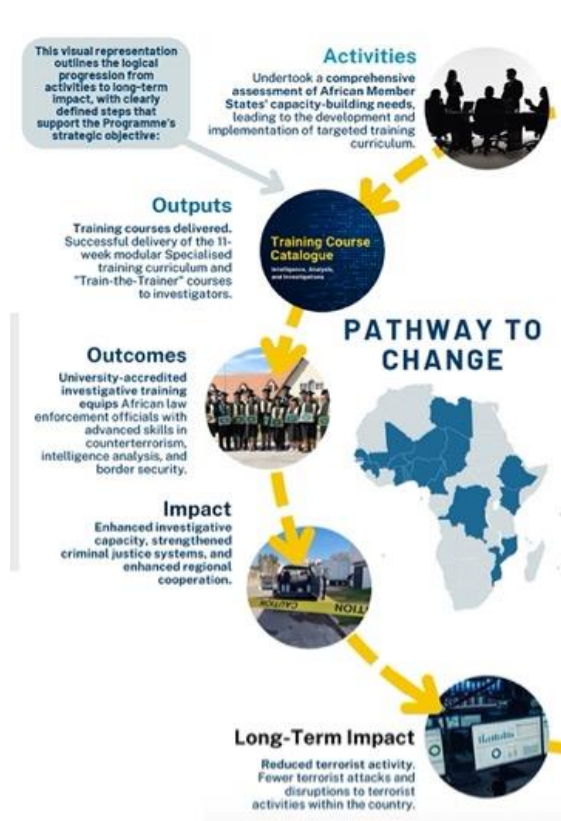 This visual representation
outlines the logical
progression from
activities to long-term
impact, with clearly
defined steps that
support the Programme's
strategic objective:
Activities
Undertook a comprehensive
assessment of African Member
States' capacity-building needs,
leading to the development and
implementation of targeted training
curriculum.
Outputs
Training courses delivered.
Successful delivery of the 11-
week modular Specialised
training curriculum and
"Train-the-Trainer" courses
to investigators.
Training Course
Catalogue
Intelligence, Analysis,
and Investigations
PATHWAY TO
CHANGE
Outcomes
University-accredited
investigative training
equips African law
enforcement officials with
advanced skills in
counterterrorism,
intelligence analysis, and
border security.
Impact
Enhanced investigative
capacity, strengthened
criminal justice systems, and
enhanced regional
cooperation.
CAUTION
Long-Term Impact
Reduced terrorist activity.
Fewer terrorist attacks and
disruptions to terrorist
activities within the country.